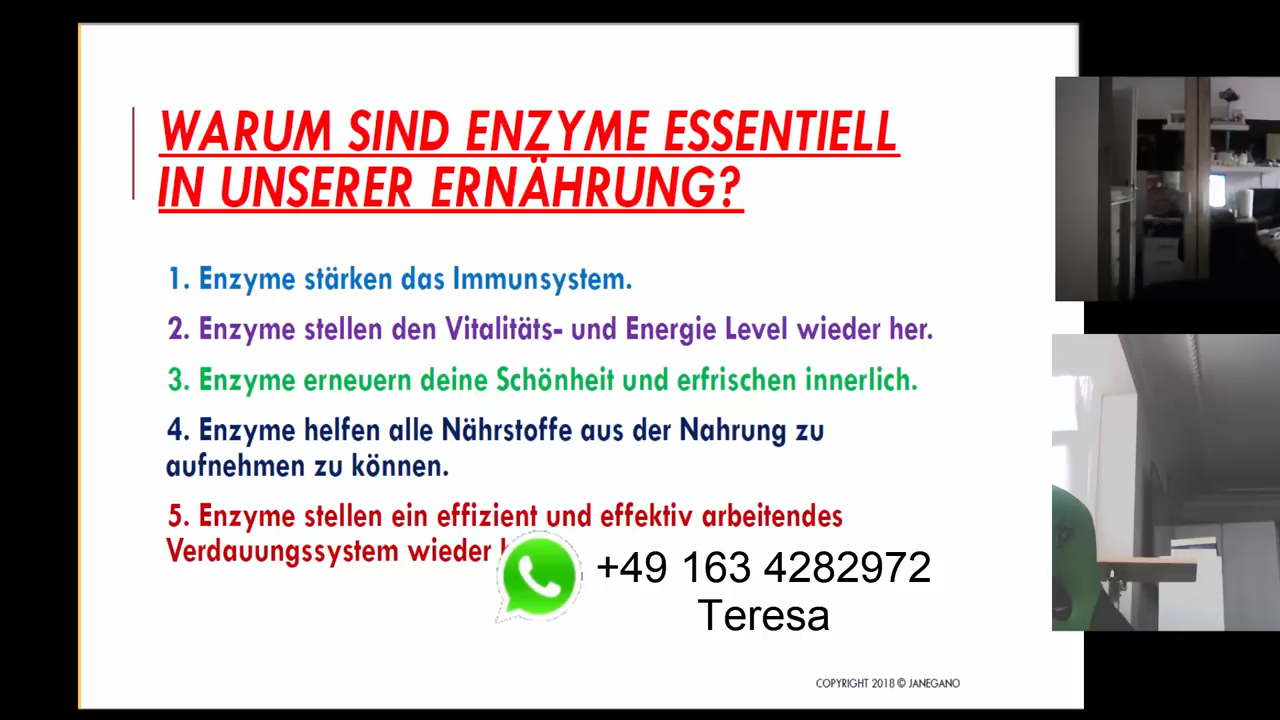 WARUM SIND ENZYME ESSENTIELL
IN UNSERER ERNÄHRUNG?
1. Enzyme stärken das Immunsystem.
2. Enzyme stellen den Vitalitäts- und Energie Level wieder her.
3. Enzyme erneuern deine Schönheit und erfrischen innerlich.
4. Enzyme helfen alle Nährstoffe aus der Nahrung zu
aufnehmen zu können.
5. Enzyme stellen ein effizient und effektiv arbeitendes
Verdauungssystem wieder
+49 163 4282972
Teresa
COPYRIGHT 2018 © JANEGANO